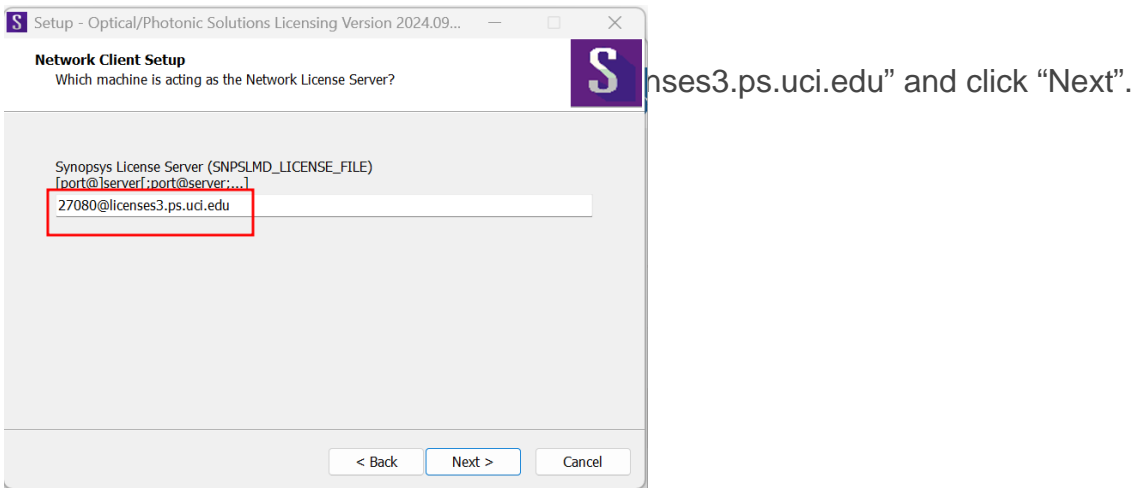 Setup - Optical/Photonic Solutions Licensing Version 2024.09...
Network Client Setup
Which machine is acting as the Network License Server?
S
nses3.ps.uci.edu” and click “Next”.
Synopsys License Server (SNPSLMD_LICENSE_FILE)
[port@]server[;port@server;...]
27080@licenses3.ps.uci.edu
< Back
Next >
Cancel